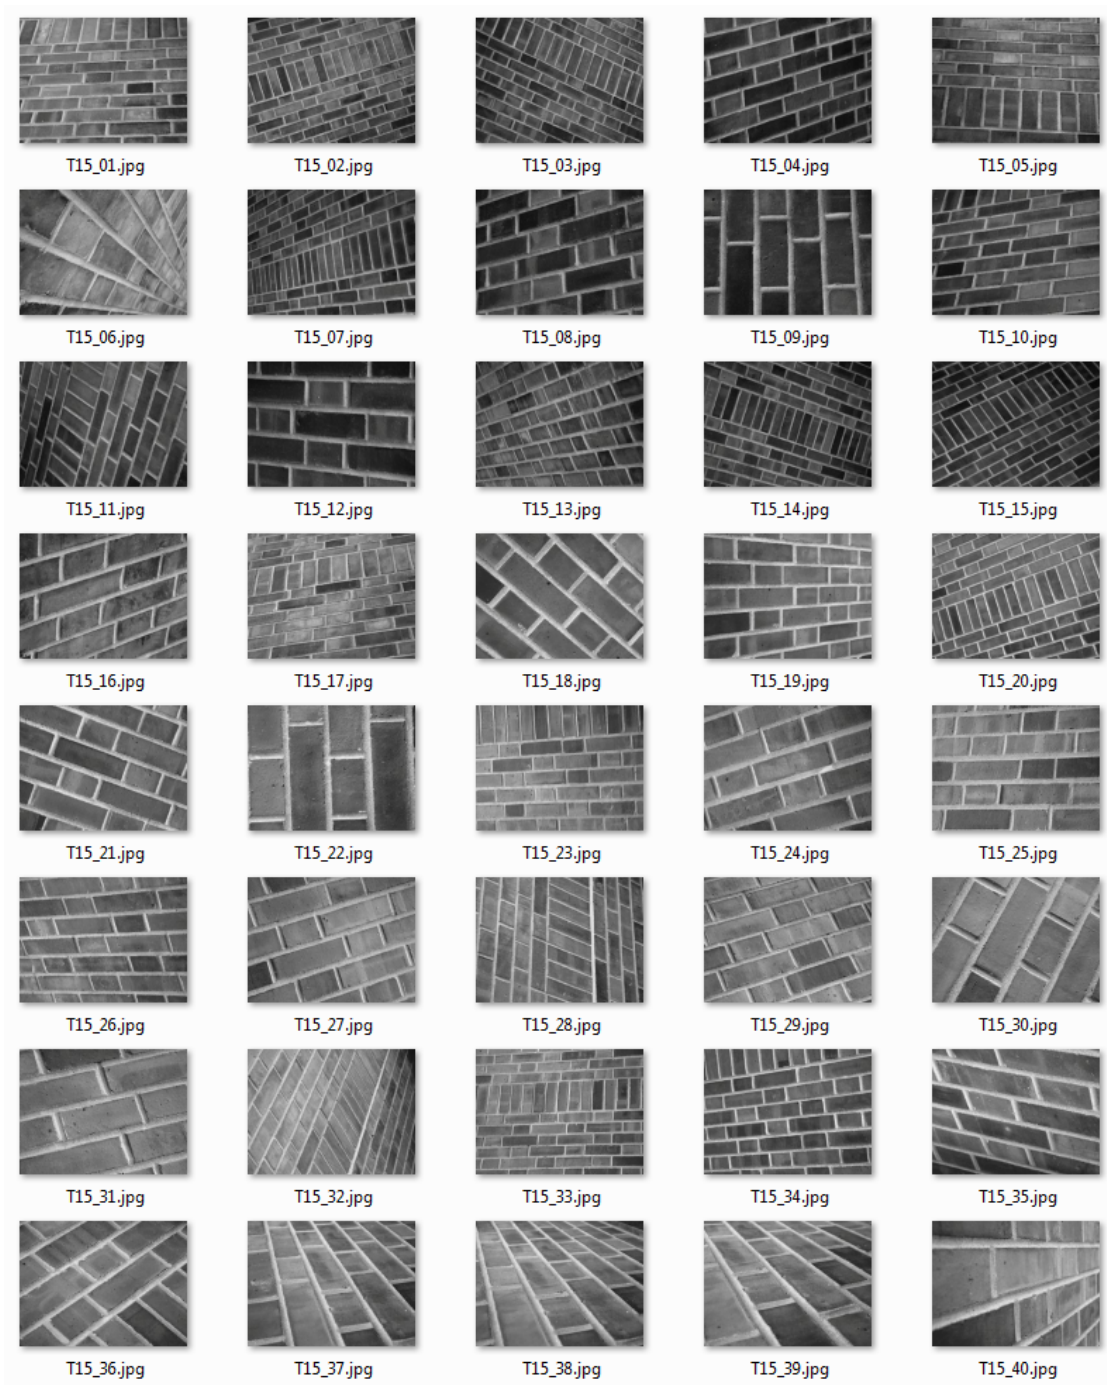 T15_01.jpg T15_02.jpg T15_03.jpg T15_04.jpg T15_05.jpg
T15_06.jpg T15_07.jpg T15_08.jpg T15_09.jpg T15_10.jpg
T15_11.jpg T15_12.jpg T15_13.jpg T15_14.jpg T15_15.jpg
T15_16.jpg T15_17.jpg T15_18.jpg T15_19.jpg T15_20.jpg
T15_21.jpg T15_22.jpg T15_23.jpg T15_24.jpg T15_25.jpg
T15_26.jpg T15_27.jpg T15_28.jpg T15_29.jpg T15_30.jpg
T15_31.jpg T15_32.jpg T15_33.jpg T15_34.jpg T15_35.jpg
T15_36.jpg T15_37.jpg T15_38.jpg T15_39.jpg T15_40.jpg